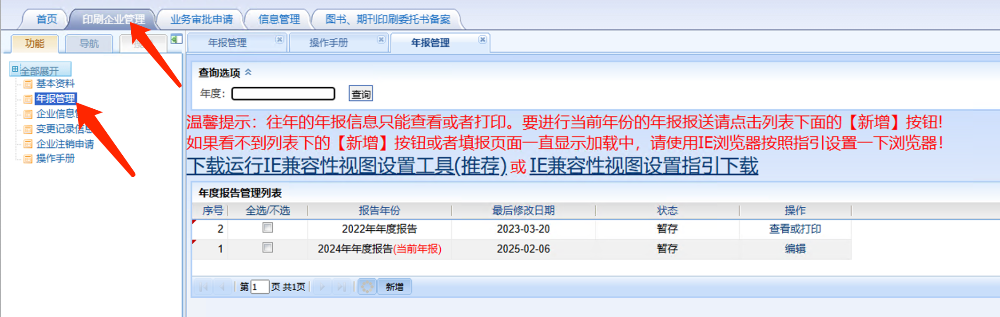 首页 印刷企业管理 业务审批申请 信息管理 图书、期刊印刷委托书备案
功能 导航
年报管理 操作手册 年报管理
全部展开
基本资料
年报管理
企业信息
变更记录信息
企业注销申请
操作手册
查询选项
年度: 查询
温馨提示：往年的年报信息只能查看或者打印。要进行当前年份的年报报送请点击列表下面的【新增】按钮!
如果看不到列表下的【新增】按钮或者填报页面一直显示加载中，请使用IE浏览器按照指引设置一下浏览器!
下载运行IE兼容性视图设置工具(推荐) 或 IE兼容性视图设置指引下载
年度报告管理列表
序号 全选/不选 报告年份 最后修改日期 状态 操作
2 2022年年度报告 2023-03-20 暂存 查看或打印
1 2024年年度报告(当前年报) 2025-02-06 暂存 编辑
第 1 页 共1页 新增